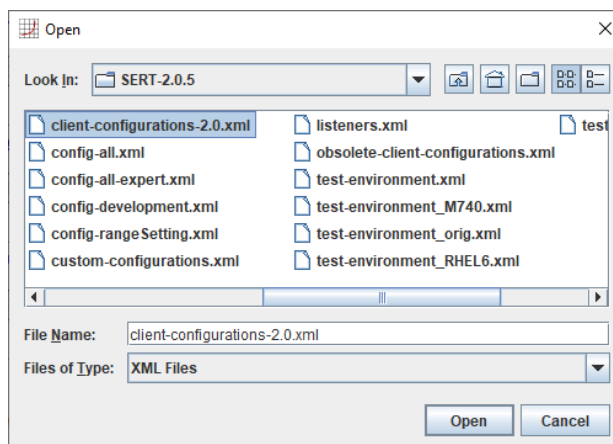 Open
Look In: SERT-2.0.5
client-configurations-2.0.xml listeners.xml test
config-all.xml obsolete-client-configurations.xml
config-all-expert.xml test-environment.xml
config-development.xml test-environment_M740.xml
config-rangeSetting.xml test-environment_orig.xml
custom-configurations.xml test-environment_RHEL6.xml
File Name: client-configurations-2.0.xml
Files of Type: XML Files
Open Cancel